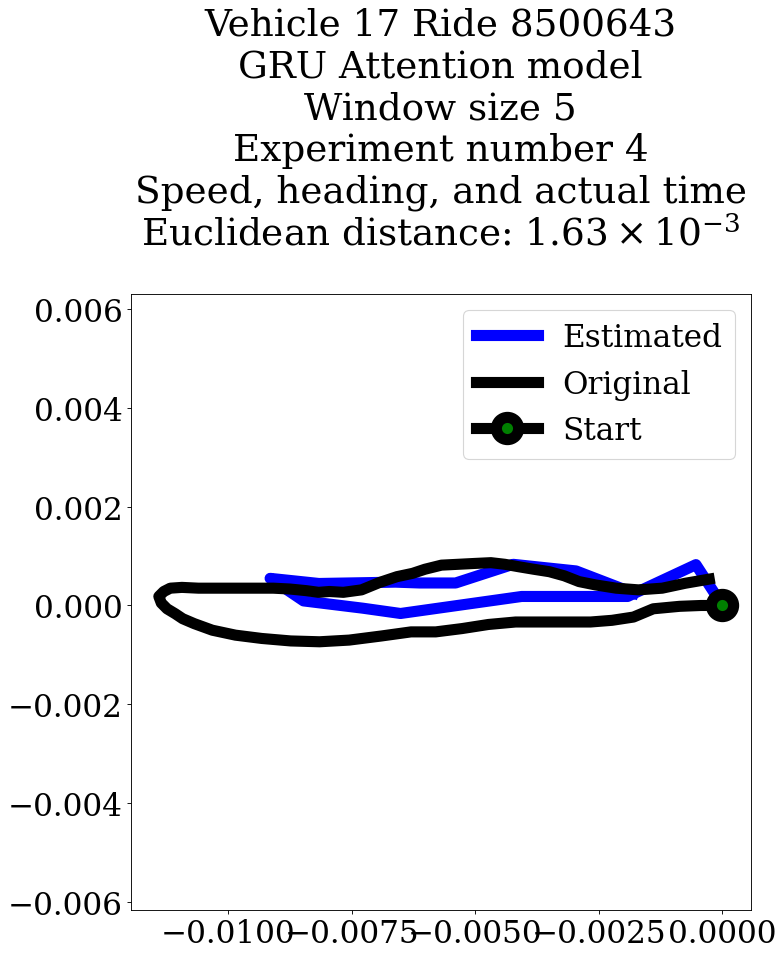 Vehicle 17 Ride 8500643
GRU Attention model
Window size 5
Experiment number 4
Speed, heading, and actual time
Euclidean distance: 1.63 × 10⁻³
Estimated
Original
Start
0.006
0.004
0.002
0.000
−0.002
−0.004
−0.006
−0.0100 −0.0075 −0.0050 −0.0025 0.0000